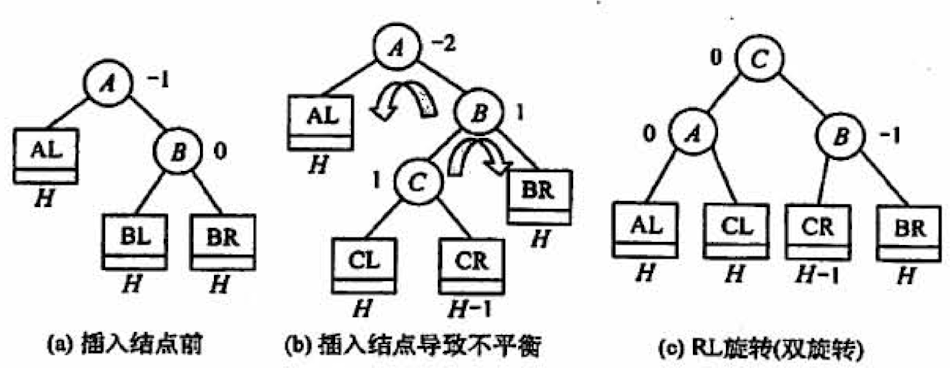 A -1
AL
H
B 0
BL
H
BR
H
(a) 插入结点前
A -2
AL
H
B 1
1 C
BR
H
CL
H
CR
H-1
(b) 插入结点导致不平衡
0 C
0 A
B -1
AL
H
CL
H
CR
H-1
BR
H
(c) RL旋转(双旋转)